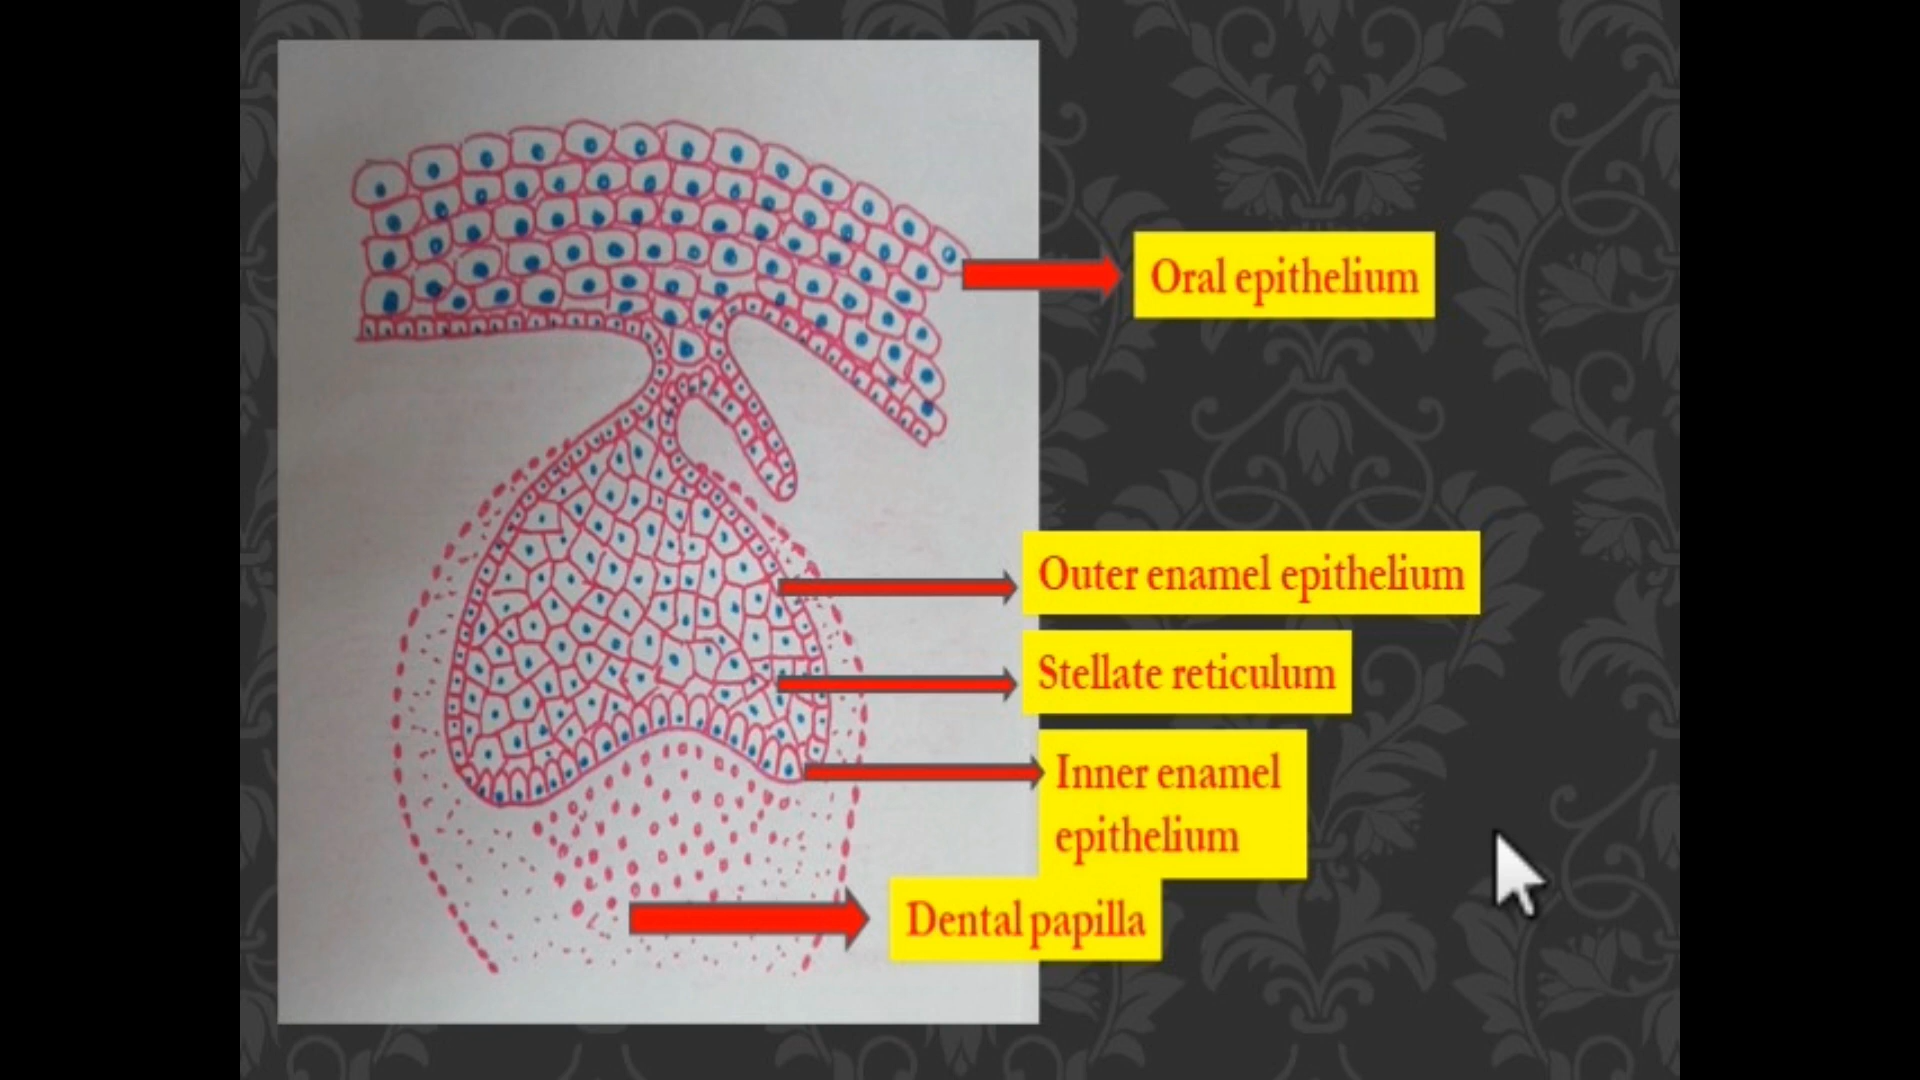 Oral epithelium
Outer enamel epithelium
Stellate reticulum
Inner enamel
epithelium
Dental papilla